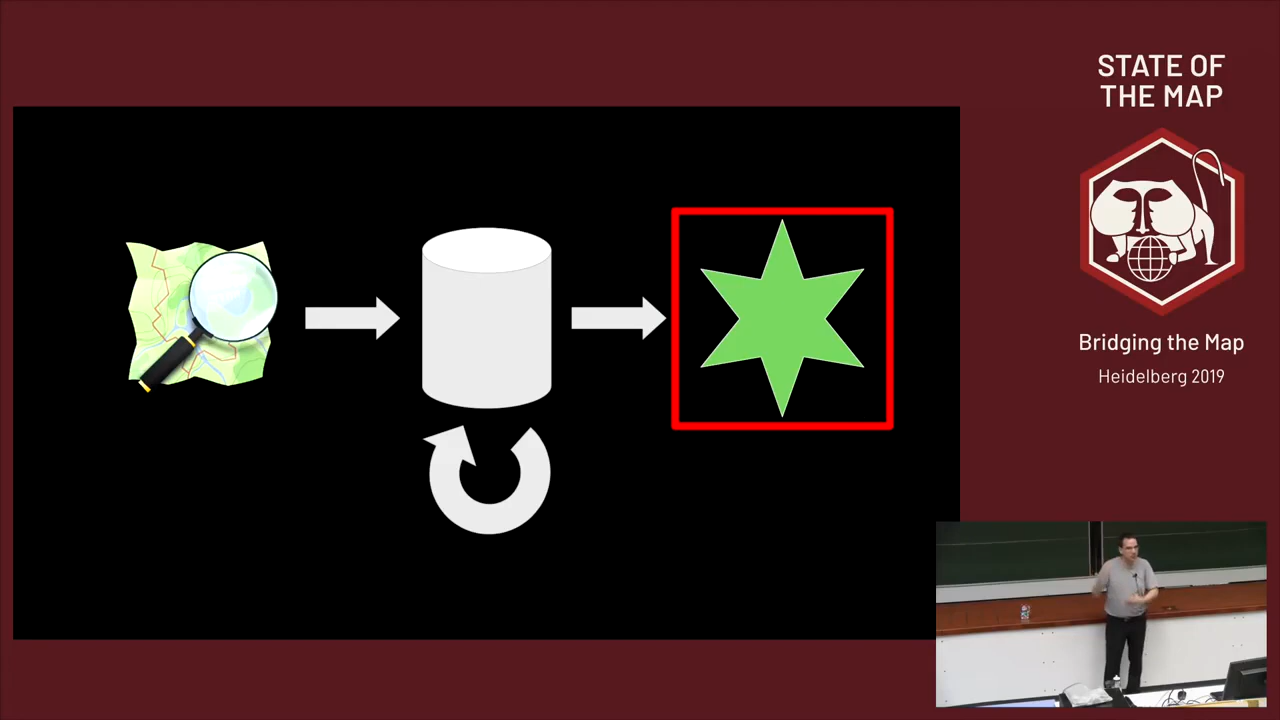 STATE OF
THE MAP
Bridging the Map
Heidelberg 2019